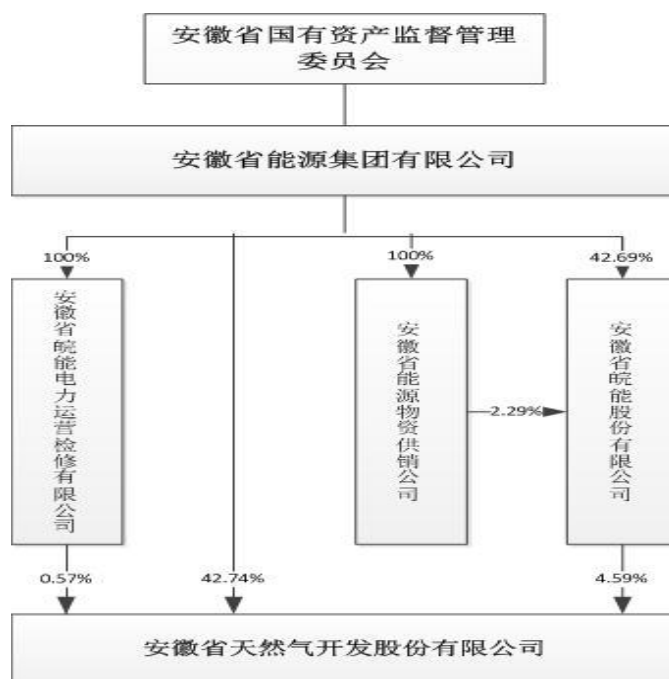 安徽省国有资产监督管理
委员会
安徽省能源集团有限公司
100%
100%
42.69%
安徽省皖能电力运营检修有限公司
安徽省能源物资供销公司
安徽省皖能股份有限公司
2.29%
0.57%
42.74%
4.59%
安徽省天然气开发股份有限公司